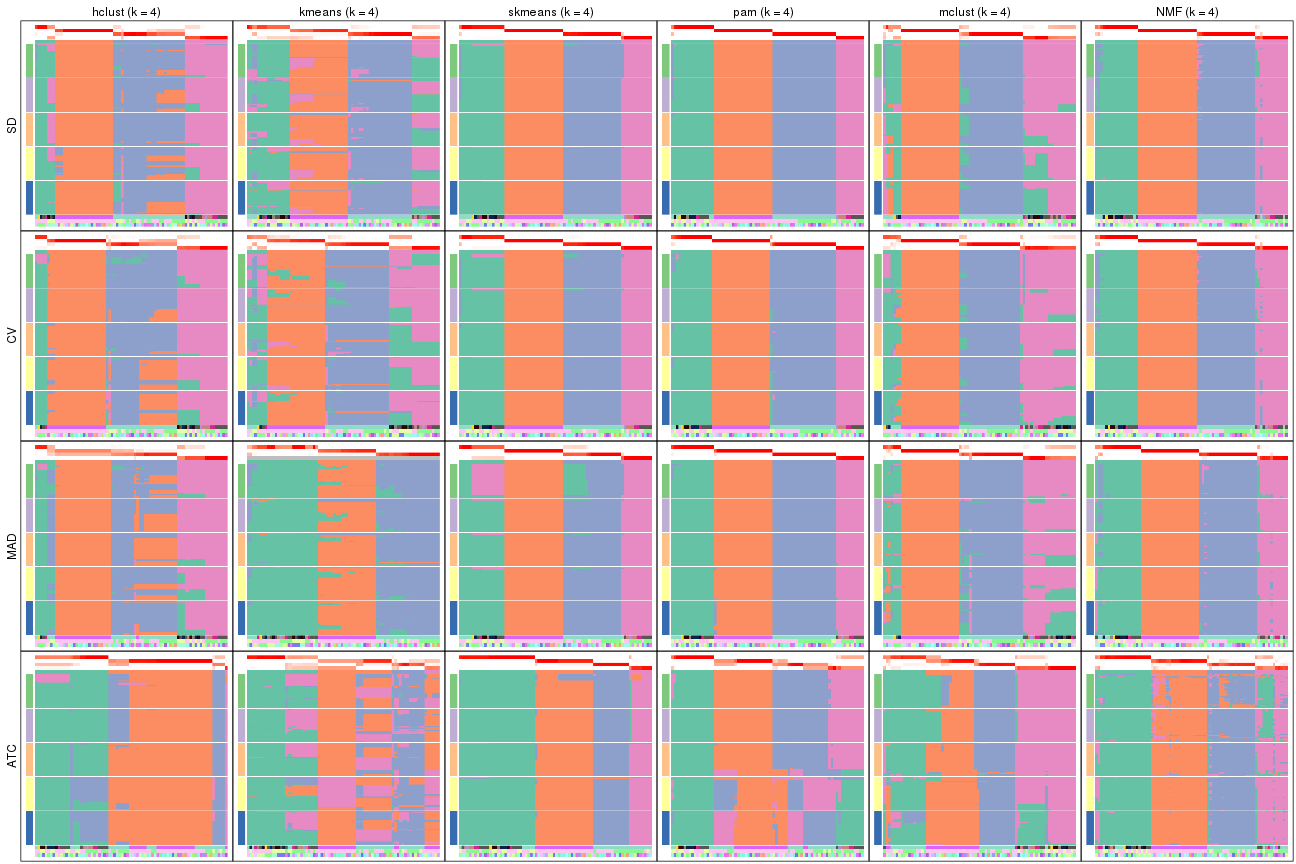 hclust (k = 4) kmeans (k = 4) skmeans (k = 4) pam (k = 4) mclust (k = 4) NMF (k = 4)
SD
CV
MAD
ATC